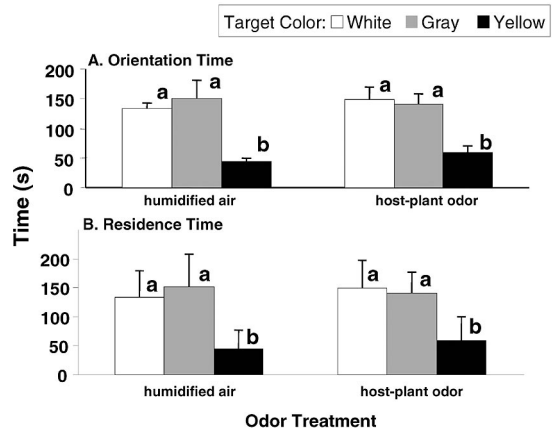 Target Color: White Gray Yellow
A. Orientation Time
200
150
100
50
0
a a b
a a b
humidified air host-plant odor
Time (s)
B. Residence Time
200
150
100
50
0
a a b
a a b
humidified air host-plant odor
Odor Treatment